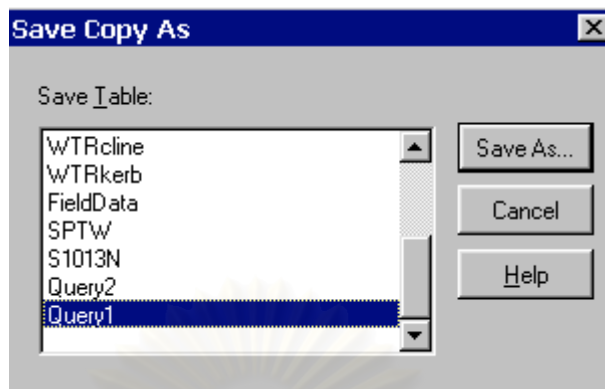 Save Copy As
Save Table:
WTRcline
WTRkerb
FieldData
SPTW
S1013N
Query2
Query1
Save As...
Cancel
Help